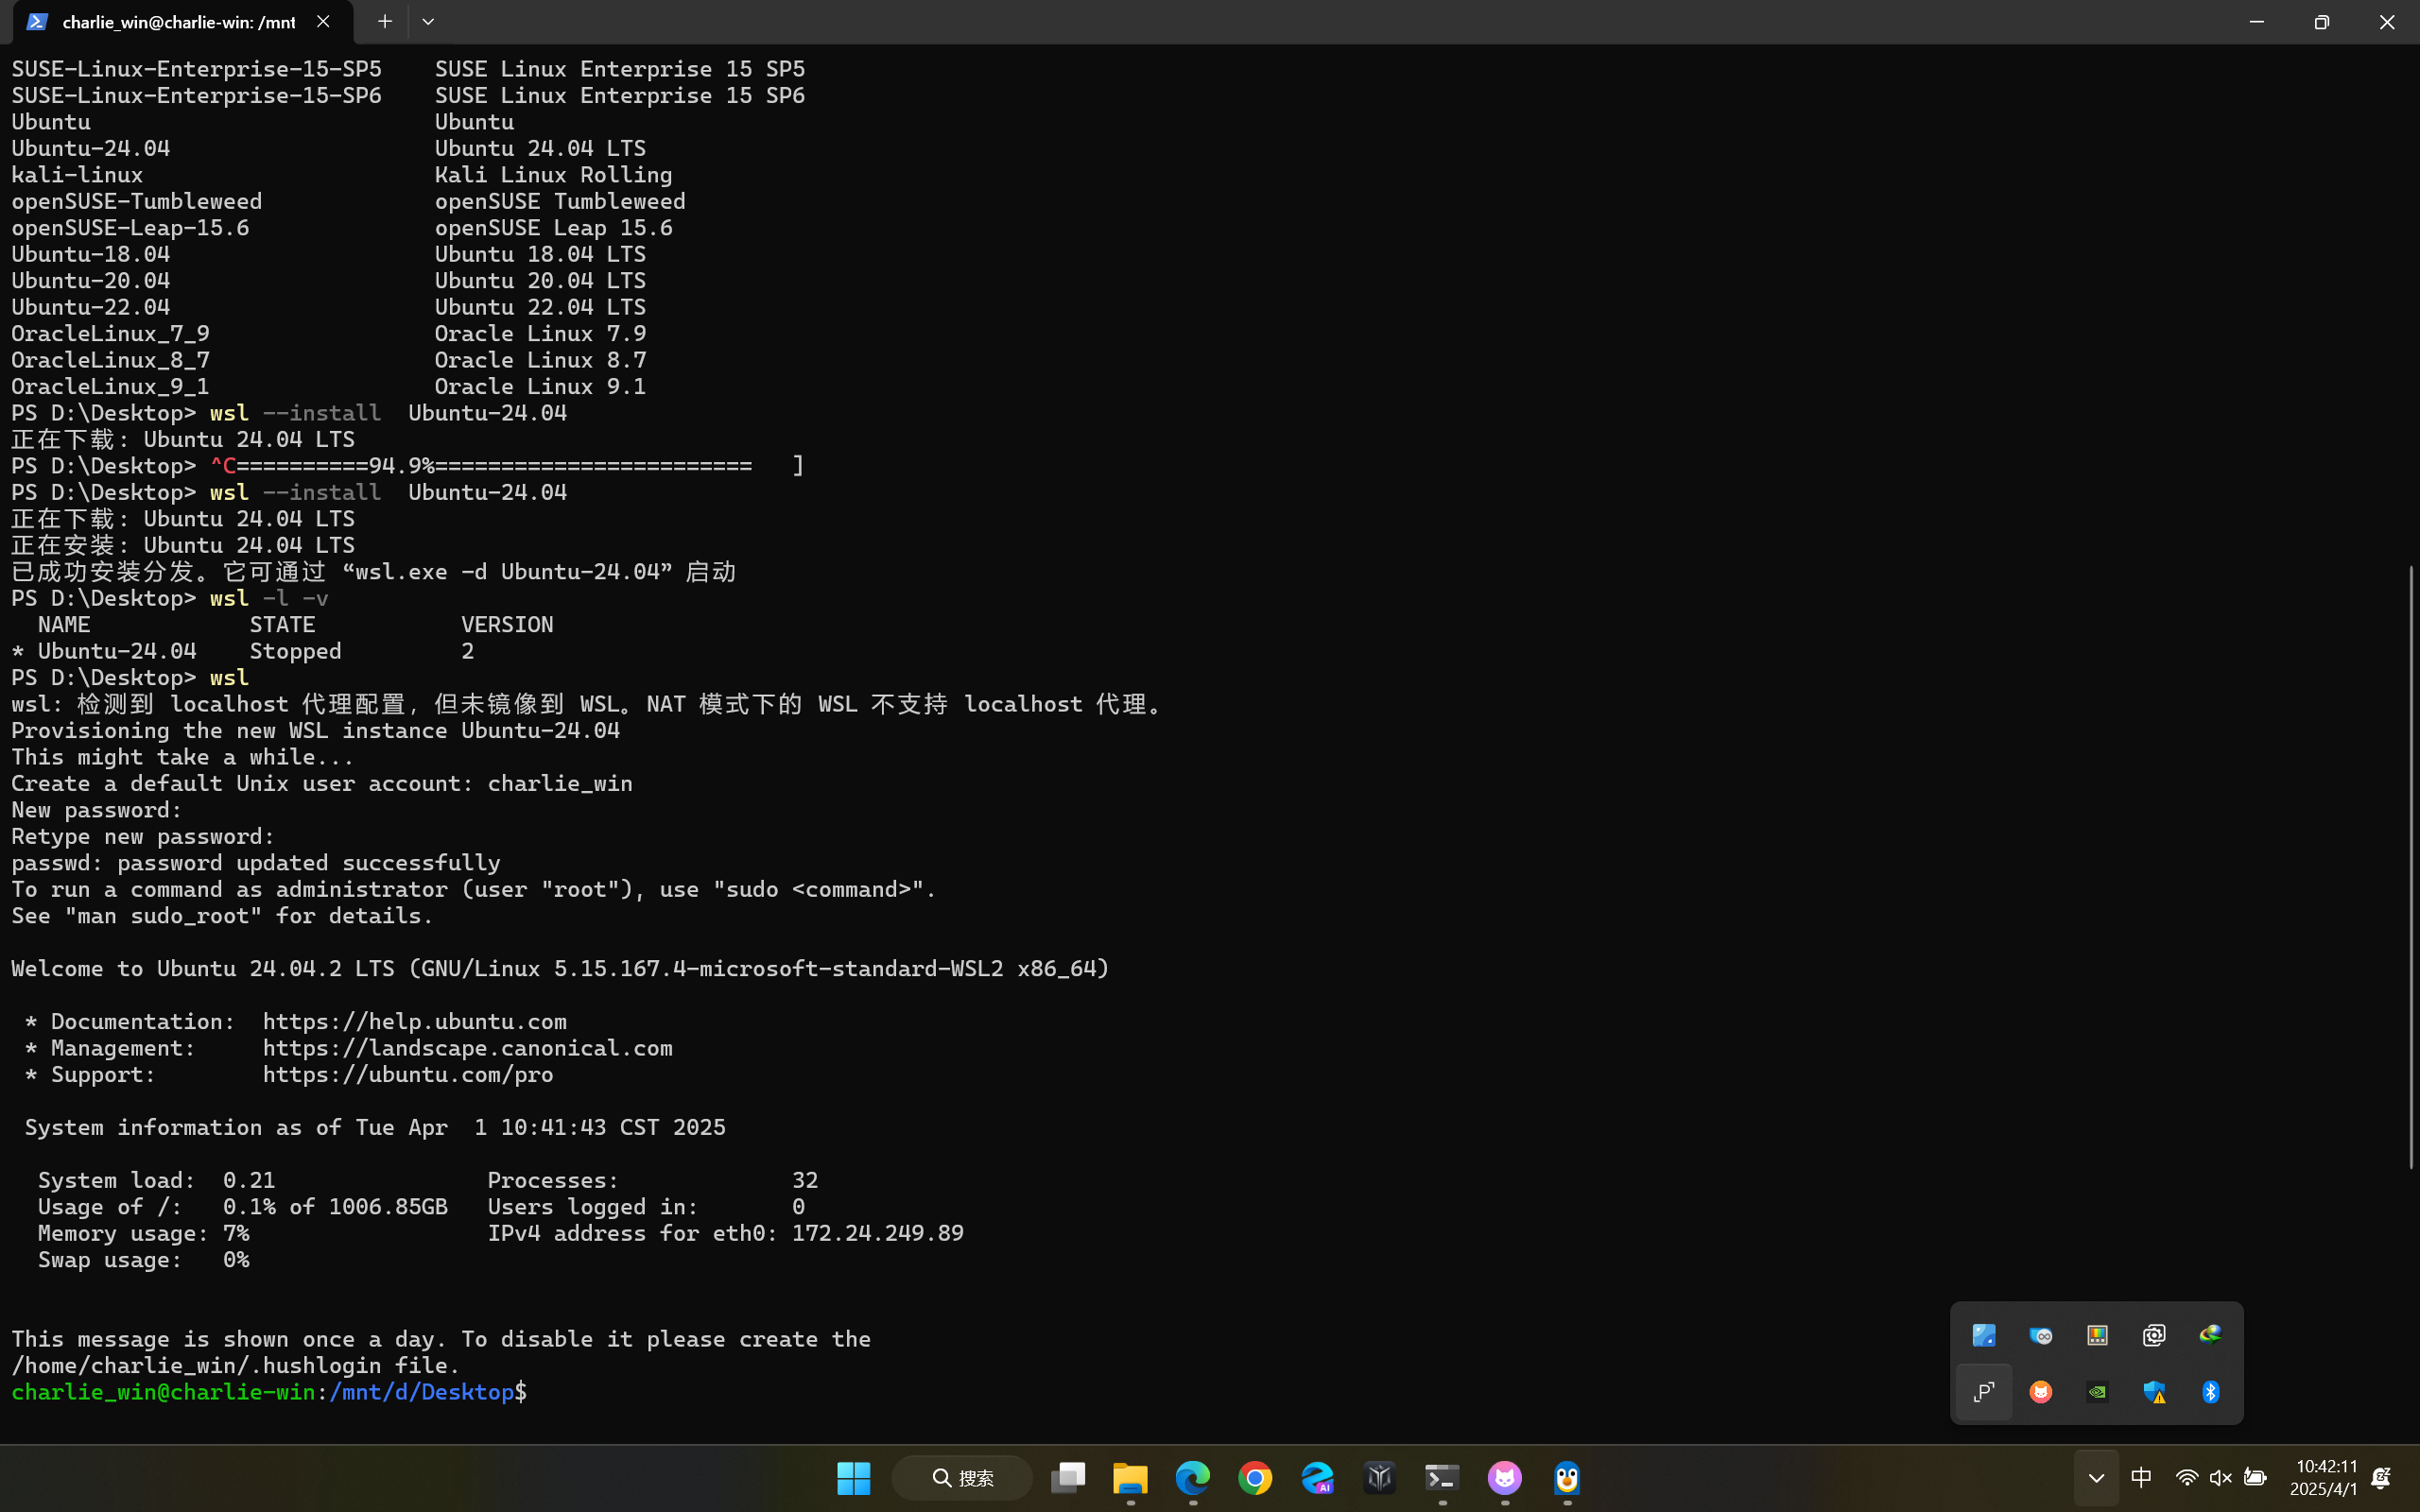 charlie_win@charlie-win: /mnt
SUSE-Linux-Enterprise-15-SP5    SUSE Linux Enterprise 15 SP5
SUSE-Linux-Enterprise-15-SP6    SUSE Linux Enterprise 15 SP6
Ubuntu                          Ubuntu
Ubuntu-24.04                    Ubuntu 24.04 LTS
kali-linux                      Kali Linux Rolling
openSUSE-Tumbleweed             openSUSE Tumbleweed
openSUSE-Leap-15.6              openSUSE Leap 15.6
Ubuntu-18.04                    Ubuntu 18.04 LTS
Ubuntu-20.04                    Ubuntu 20.04 LTS
Ubuntu-22.04                    Ubuntu 22.04 LTS
OracleLinux_7_9                 Oracle Linux 7.9
OracleLinux_8_7                 Oracle Linux 8.7
OracleLinux_9_1                 Oracle Linux 9.1
PS D:\Desktop> wsl --install  Ubuntu-24.04
正在下载: Ubuntu 24.04 LTS
PS D:\Desktop> ^C==========94.9%========================   ]
PS D:\Desktop> wsl --install  Ubuntu-24.04
正在下载: Ubuntu 24.04 LTS
正在安装: Ubuntu 24.04 LTS
已成功安装分发。它可通过 “wsl.exe -d Ubuntu-24.04” 启动
PS D:\Desktop> wsl -l -v
  NAME            STATE           VERSION
* Ubuntu-24.04    Stopped         2
PS D:\Desktop> wsl
wsl: 检测到 localhost 代理配置，但未镜像到 WSL。NAT 模式下的 WSL 不支持 localhost 代理。
Provisioning the new WSL instance Ubuntu-24.04
This might take a while...
Create a default Unix user account: charlie_win
New password:
Retype new password:
passwd: password updated successfully
To run a command as administrator (user "root"), use "sudo <command>".
See "man sudo_root" for details.
Welcome to Ubuntu 24.04.2 LTS (GNU/Linux 5.15.167.4-microsoft-standard-WSL2 x86_64)
 * Documentation:  https://help.ubuntu.com
 * Management:     https://landscape.canonical.com
 * Support:        https://ubuntu.com/pro
 System information as of Tue Apr  1 10:41:43 CST 2025
  System load:  0.21                Processes:             32
  Usage of /:   0.1% of 1006.85GB   Users logged in:       0
  Memory usage: 7%                  IPv4 address for eth0: 172.24.249.89
  Swap usage:   0%
This message is shown once a day. To disable it please create the
/home/charlie_win/.hushlogin file.
charlie_win@charlie-win:/mnt/d/Desktop$
搜索
AI
中
10:42:11
2025/4/1